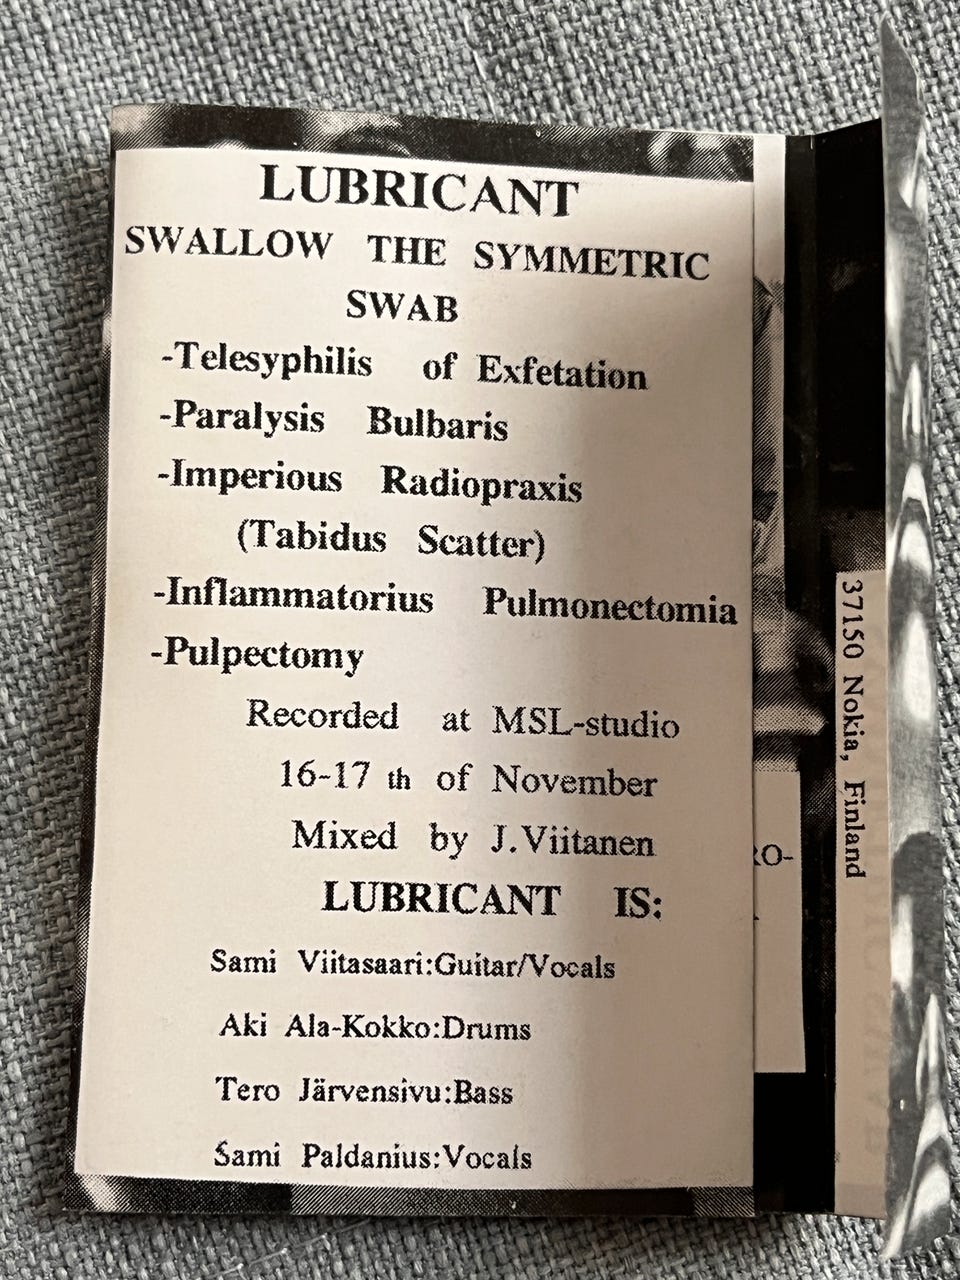 LUBRICANT
SWALLOW THE SYMMETRIC
SWAB
-Telesyphilis of Exfetation
-Paralysis Bulbaris
-Imperious Radiopraxis
(Tabidus Scatter)
-Inflammatorius Pulmonectomia
-Pulpectomy
Recorded at MSL-studio
16-17 th of November
Mixed by J.Viitanen
LUBRICANT IS:
Sami Viitasaari:Guitar/Vocals
Aki Ala-Kokko:Drums
Tero Järvensivu:Bass
Sami Paldanius:Vocals
37150 Nokia, Finland